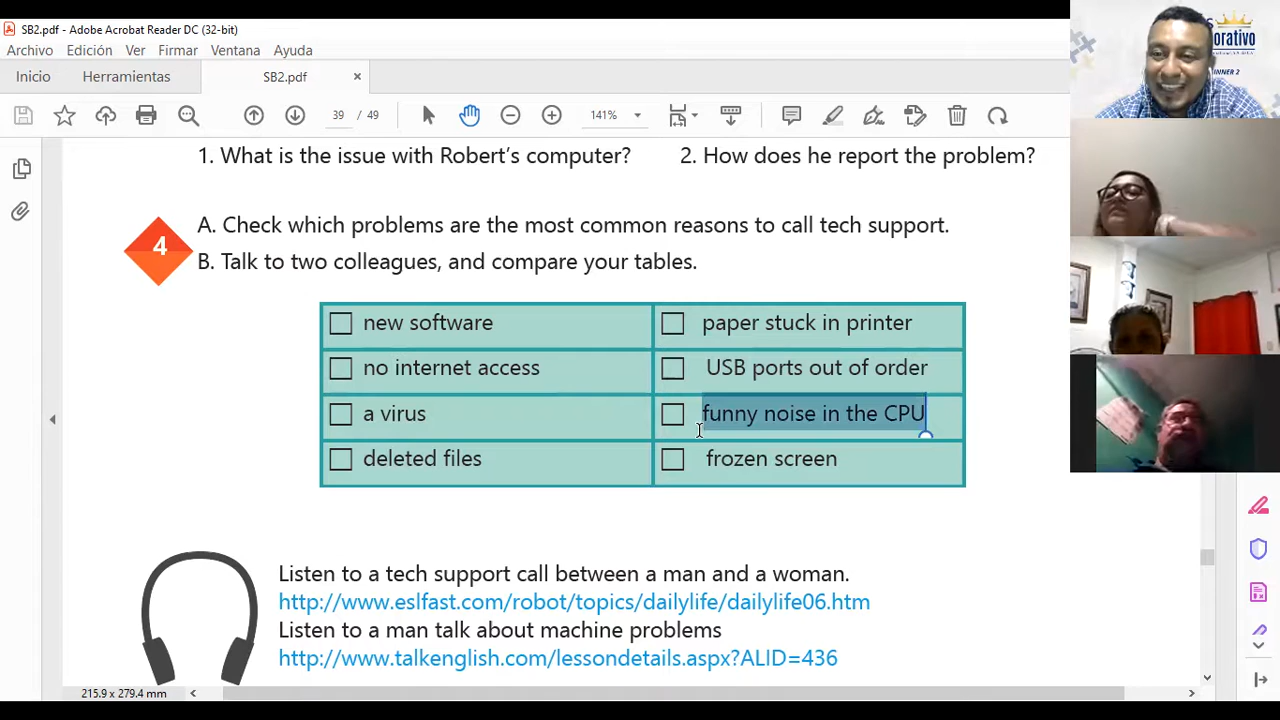 SB2.pdf - Adobe Acrobat Reader DC (32-bit)
Archivo Edición Ver Firmar Ventana Ayuda
Inicio Herramientas SB2.pdf ×
39 / 49 141%
orativo
INNER 2
1. What is the issue with Robert's computer? 2. How does he report the problem?
4
A. Check which problems are the most common reasons to call tech support.
B. Talk to two colleagues, and compare your tables.
new software paper stuck in printer
no internet access USB ports out of order
a virus funny noise in the CPU
deleted files frozen screen
Listen to a tech support call between a man and a woman.
http://www.eslfast.com/robot/topics/dailylife/dailylife06.htm
Listen to a man talk about machine problems
http://www.talkenglish.com/lessondetails.aspx?ALID=436
215.9 x 279.4 mm